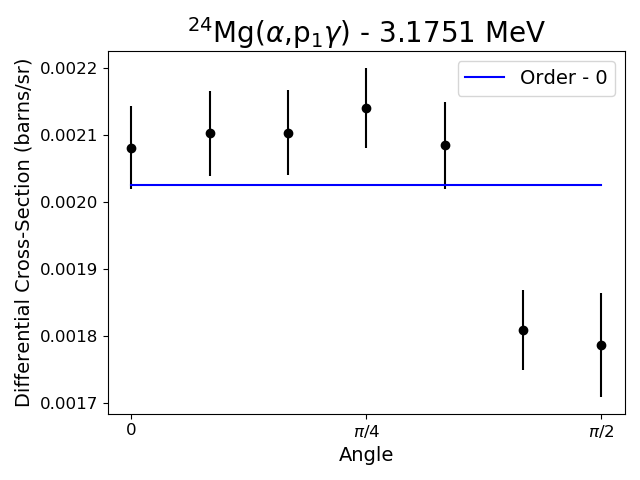 ²⁴Mg(α,p₁γ) - 3.1751 MeV
Differential Cross-Section (barns/sr)
0.0022
0.0021
0.0020
0.0019
0.0018
0.0017
Order - 0
0
π/4
π/2
Angle